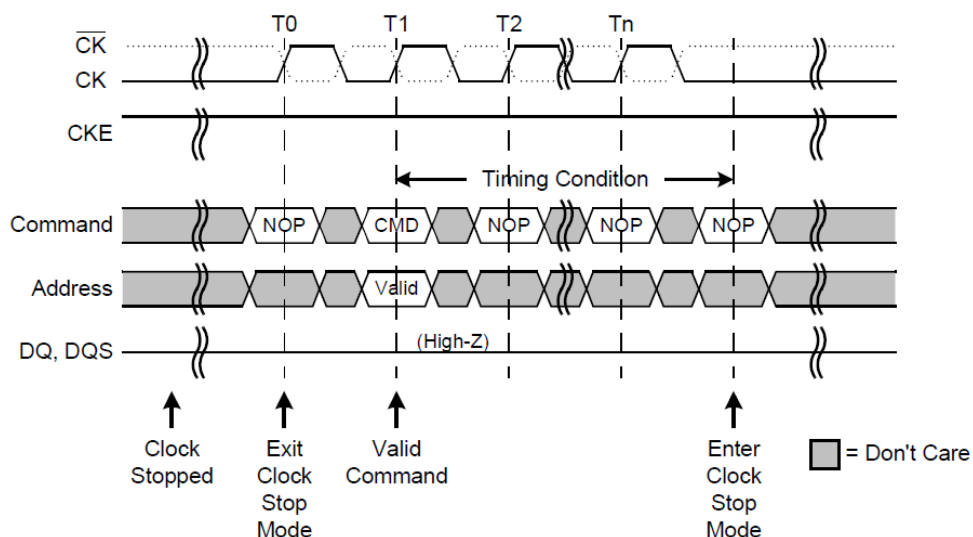 T0 T1 T2 Tn
CK
CK
CKE
Timing Condition
Command NOP CMD NOP NOP NOP
Address Valid
(High-Z)
DQ, DQS
Clock Stopped
Exit Clock Stop Mode
Valid Command
Enter Clock Stop Mode
= Don't Care